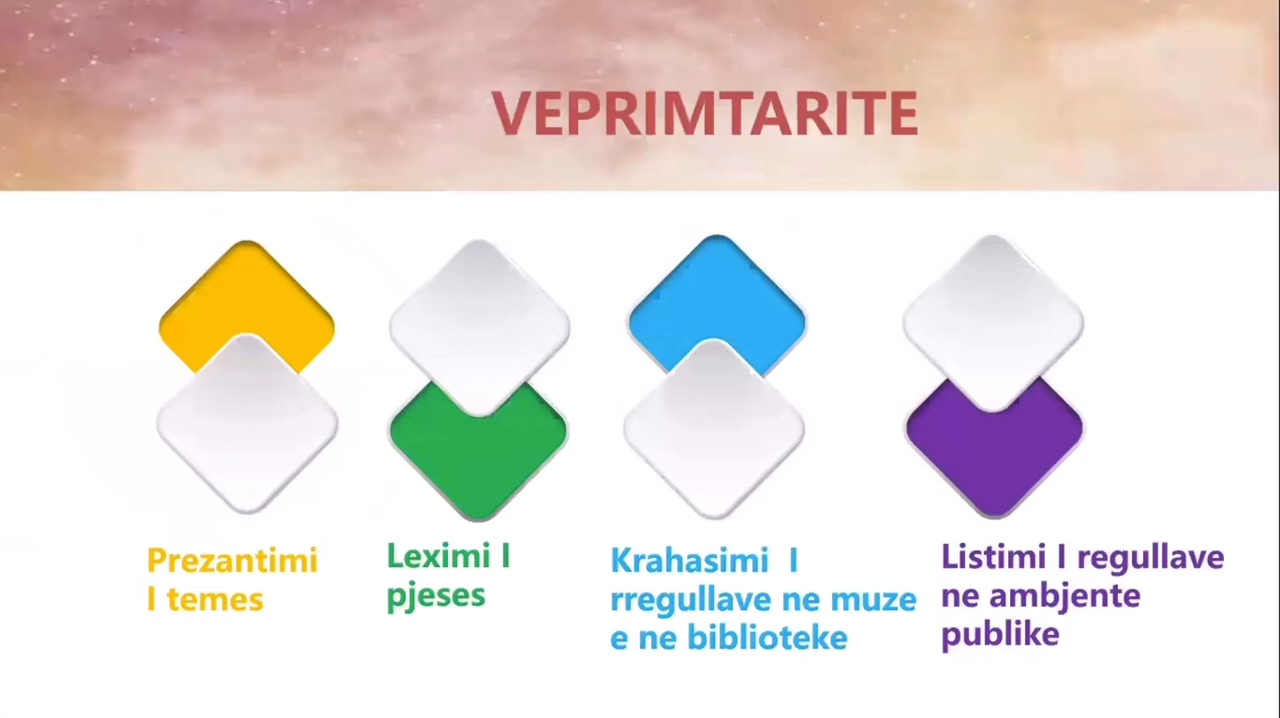 VEPRIMTARITE
Prezantimi
I temes
Leximi I
pjeses
Krahasimi  I
rregullave ne muze
e ne biblioteke
Listimi I regullave
ne ambjente
publike